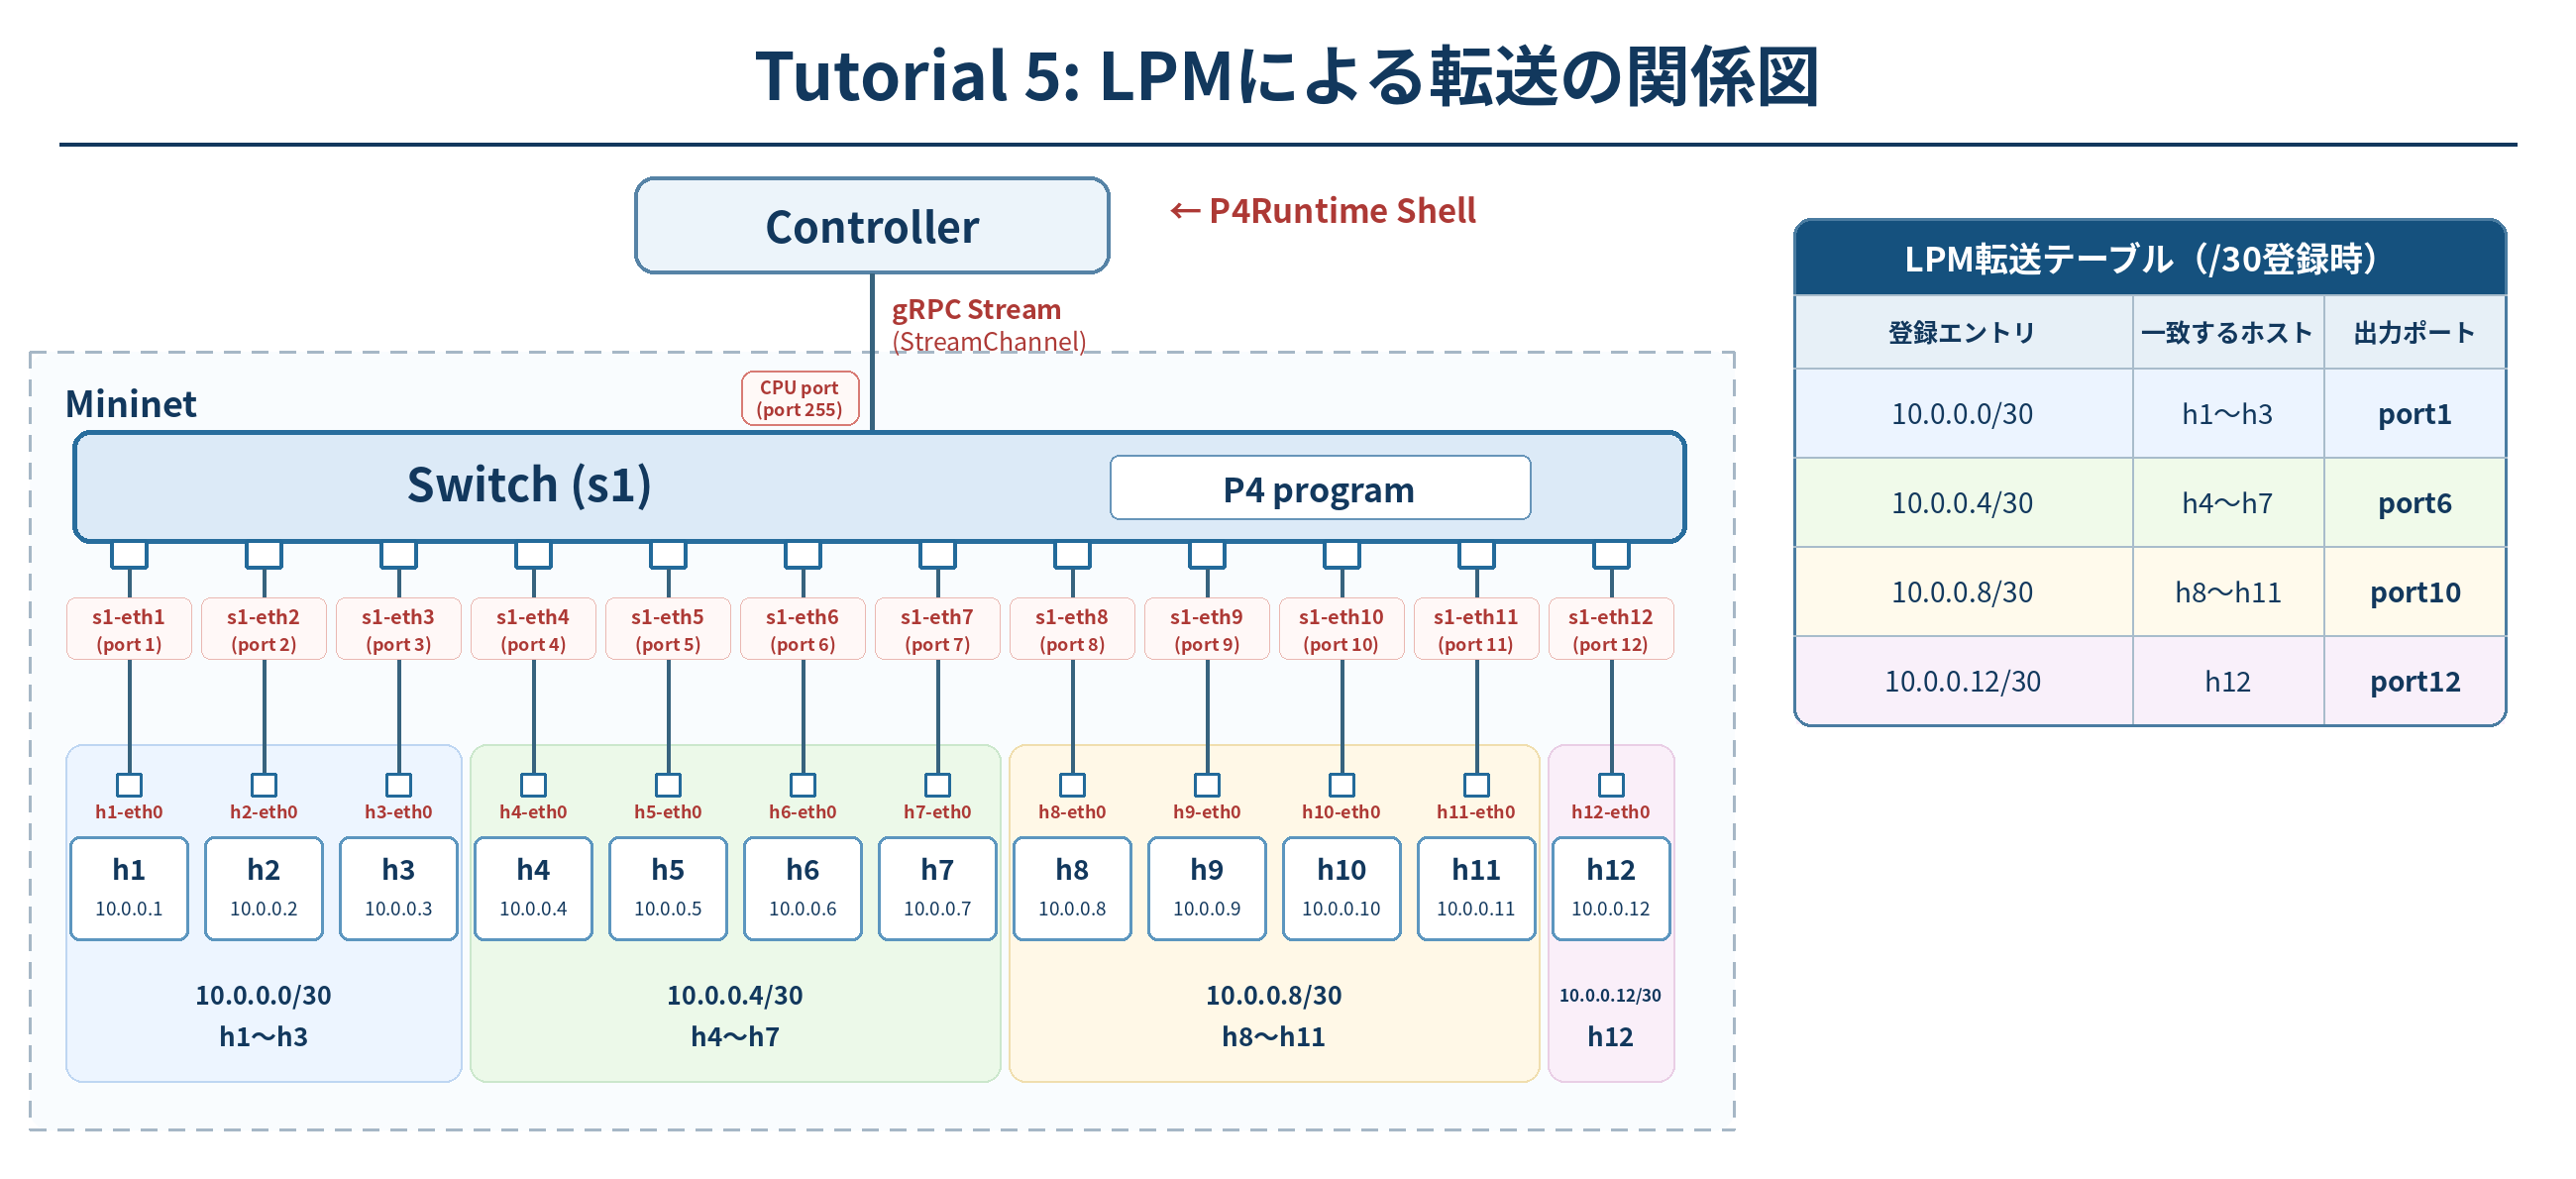 Tutorial 5: LPMによる転送の関係図
Controller
← P4Runtime Shell
gRPC Stream
(StreamChannel)
Mininet
CPU port
(port 255)
Switch (s1)
P4 program
s1-eth1
(port 1)
s1-eth2
(port 2)
s1-eth3
(port 3)
s1-eth4
(port 4)
s1-eth5
(port 5)
s1-eth6
(port 6)
s1-eth7
(port 7)
s1-eth8
(port 8)
s1-eth9
(port 9)
s1-eth10
(port 10)
s1-eth11
(port 11)
s1-eth12
(port 12)
h1-eth0
h2-eth0
h3-eth0
h4-eth0
h5-eth0
h6-eth0
h7-eth0
h8-eth0
h9-eth0
h10-eth0
h11-eth0
h12-eth0
h1
10.0.0.1
h2
10.0.0.2
h3
10.0.0.3
h4
10.0.0.4
h5
10.0.0.5
h6
10.0.0.6
h7
10.0.0.7
h8
10.0.0.8
h9
10.0.0.9
h10
10.0.0.10
h11
10.0.0.11
h12
10.0.0.12
10.0.0.0/30
h1～h3
10.0.0.4/30
h4～h7
10.0.0.8/30
h8～h11
10.0.0.12/30
h12
LPM転送テーブル（/30登録時）
登録エントリ 一致するホスト 出力ポート
10.0.0.0/30 h1～h3 port1
10.0.0.4/30 h4～h7 port6
10.0.0.8/30 h8～h11 port10
10.0.0.12/30 h12 port12